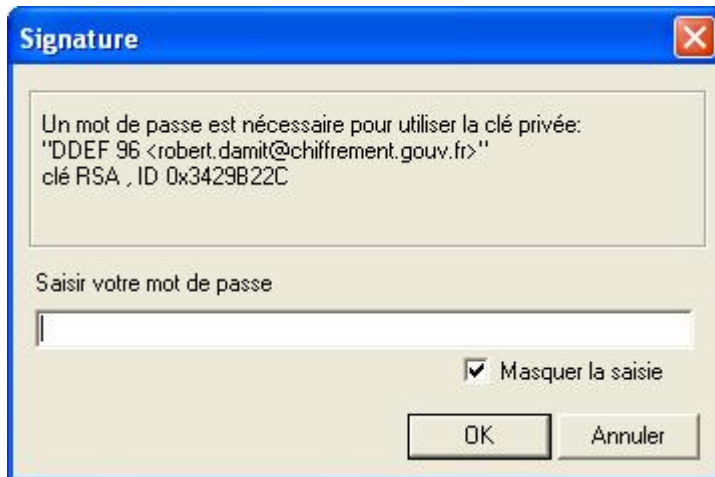 Signature
Un mot de passe est nécessaire pour utiliser la clé privée:
"DDEF 96 <robert.damit@chiffrement.gouv.fr>"
clé RSA , ID 0x3429B22C
Saisir votre mot de passe
Masquer la saisie
OK Annuler